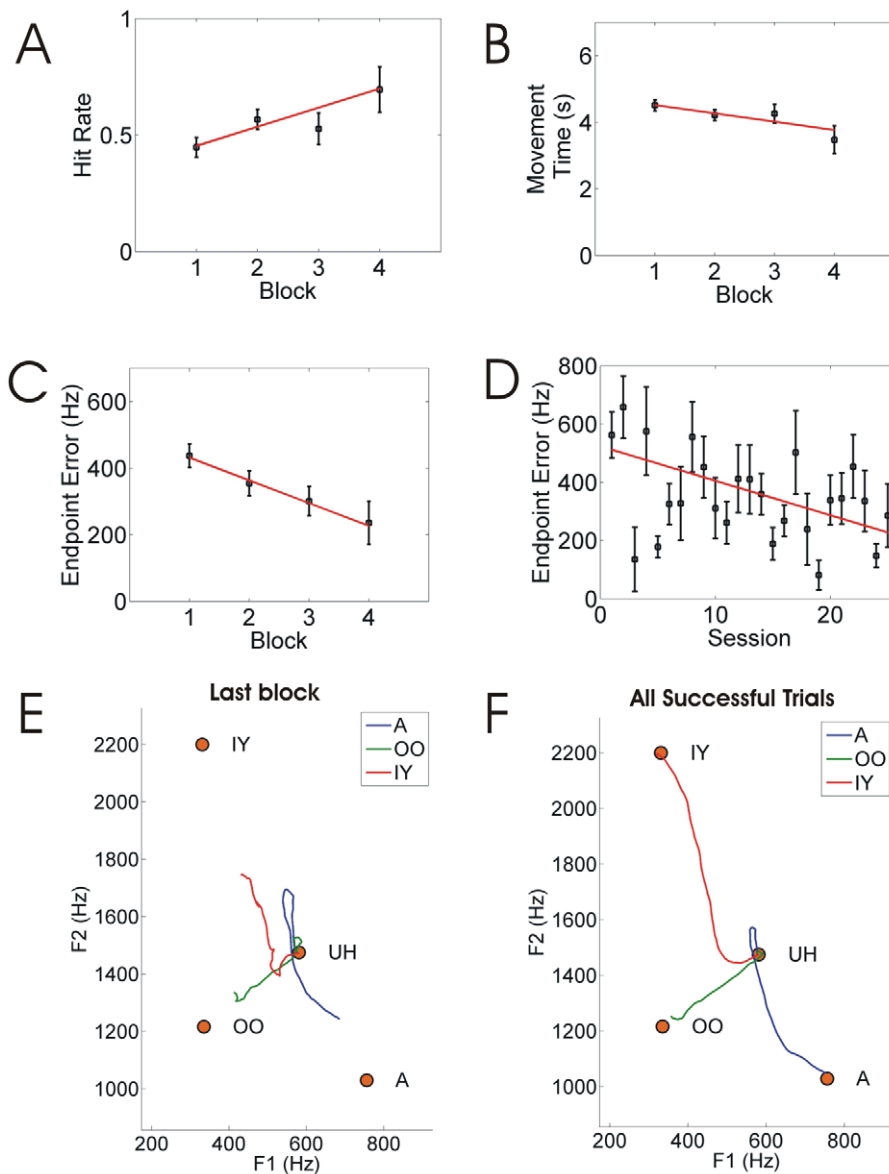 A
1
0.5
0
Hit Rate
1 2 3 4
Block
B
6
4
2
0
Movement
Time (s)
1 2 3 4
Block
C
600
400
200
0
Endpoint Error (Hz)
1 2 3 4
Block
D
800
600
400
200
0
Endpoint Error (Hz)
0 10 20
Session
E
Last block
A
OO
IY
2200
2000
1800
1600
1400
1200
1000
F2 (Hz)
IY
UH
OO
A
200 400 600 800
F1 (Hz)
F
All Successful Trials
A
OO
IY
2200
2000
1800
1600
1400
1200
1000
F2 (Hz)
IY
UH
OO
A
200 400 600 800
F1 (Hz)